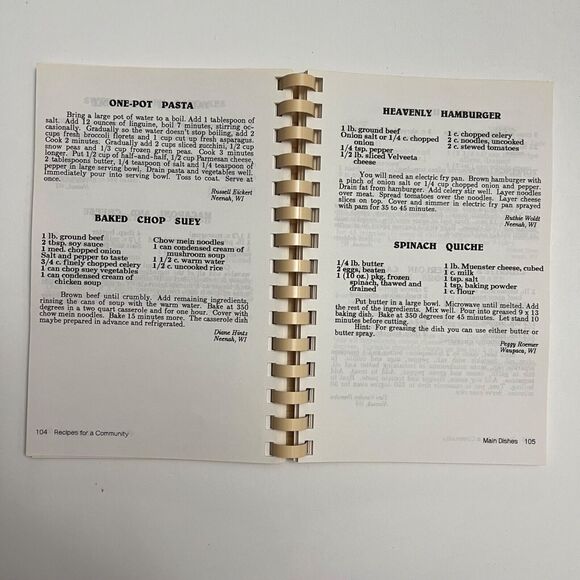 ONE-POT PASTA
Bring a large pot of water to a boil. Add 1 tablespoon of
salt. Add 12 ounces of linguine, boil 7 minutes, stirring oc-
casionally. Gradually so the water doesn't stop boiling, add 2
cups fresh broccoli florets and 1 cup cut up fresh aparagus.
Cook 2 minutes. Gradually add 2 cups sliced zucchini, 1/2 cup
snow peas and 1/3 cup frozen green peas. Cook 3 minutes
longer. Put 1/2 cup of half-and-half, 1/2 cup Parmesan cheese,
2 tablespoons butter, 1/4 teaspoon of salt and 1/4 teaspoon of
pepper in large serving bowl. Drain pasta and vegetables well.
Immediately pour into serving bowl. Toss to coat. Serve at
once.
Russell Eickert
Neenah, WI
BAKED CHOP SUEY
1 lb. ground beef
2 tbsp. soy sauce
1 med. chopped onion
Salt and pepper to taste
3/4 c. finely chopped celery
1 can chop suey vegetables
1 can condensed cream of
chicken soup
Chow mein noodles
1 can condensed cream of
mushroom soup
1 1/2 c. warm water
1/2 c. uncooked rice
Brown beef until crumbly. Add remaining ingredients,
rinsing the cans of soup with the warm water. Bake at 350
degrees in a two quart casserole and for one hour. Cover with
chow mein noodles. Bake 15 minutes more. The casserole dish
maybe prepared in advance and refrigerated.
Diane Hintz
Neenah, WI
104 Recipes for a Community
HEAVENLY HAMBURGER
1 lb. ground beef
Onion salt or 1/4 c. chopped
onion
1/4 tsp. pepper
1/2 lb. sliced Velveeta
cheese
1 c. chopped celery
2 c. noodles, uncooked
2 c. stewed tomatoes
You will need an electric fry pan. Brown hamburger with
a pinch of onion salt or 1/4 cup chopped onion and pepper.
Drain fat from hamburger. Add celery stir well. Layer noodles
over meat. Spread tomatoes over the noodles. Layer cheese
slices on top. Cover and simmer in electric fry pan sprayed
with pam for 35 to 45 minutes.
Ruthie Woldt
Neenah, WI
SPINACH QUICHE
1/4 lb. butter
2 eggs, beaten
1 (10 oz.) pkg. frozen
spinach, thawed and
drained
1 lb. Muenster cheese, cubed
1 c. milk
1 tsp. salt
1 tsp. baking powder
1 c. flour
Put butter in a large bowl. Microwave until melted. Add
the rest of the ingredients. Mix well. Pour into greased 9 x 13
baking dish. Bake at 350 degrees for 45 minutes. Let stand 10
minutes before cutting.
Hint: For greasing the dish you can use either butter or
butter spray.
Peggy Roemer
Waupaca, WI
Main Dishes 105